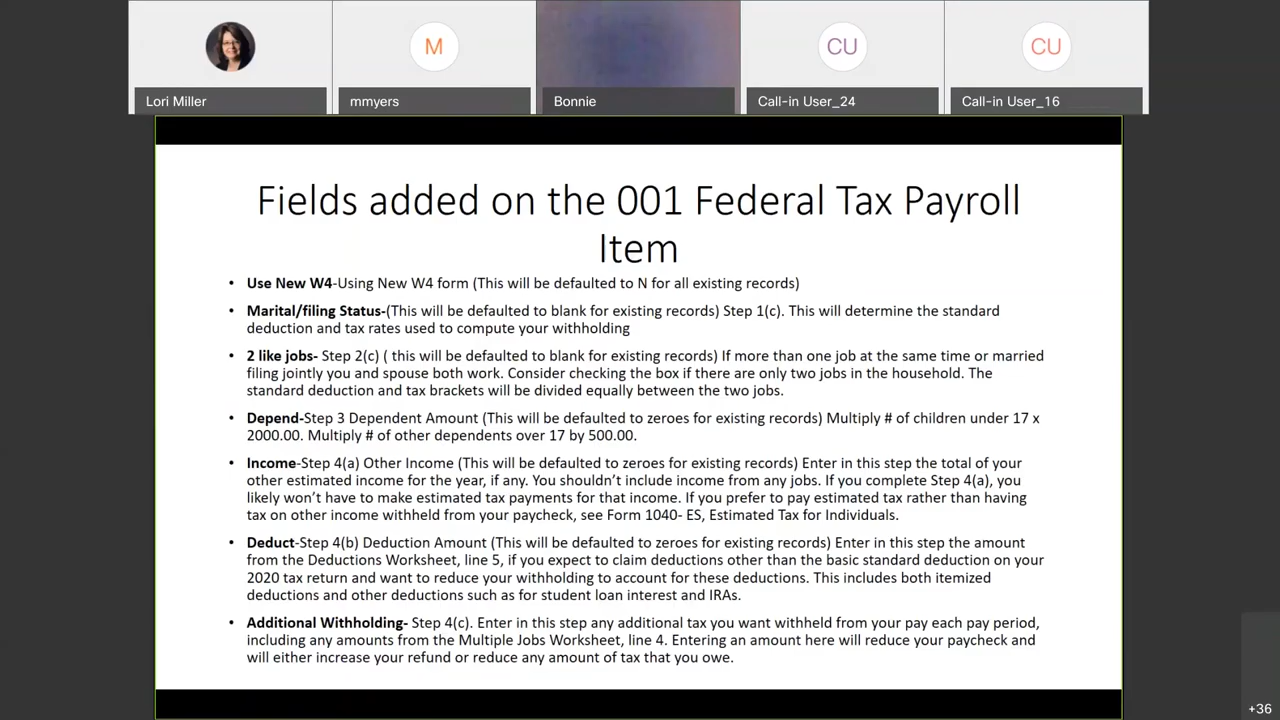 M
CU
CU
Lori Miller
mmyers
Bonnie
Call-in User_24
Call-in User_16
Fields added on the 001 Federal Tax Payroll
Item
• Use New W4-Using New W4 form (This will be defaulted to N for all existing records)
• Marital/filing Status-(This will be defaulted to blank for existing records) Step 1(c). This will determine the standard
deduction and tax rates used to compute your withholding
• 2 like jobs- Step 2(c) ( this will be defaulted to blank for existing records) If more than one job at the same time or married
filing jointly you and spouse both work. Consider checking the box if there are only two jobs in the household. The
standard deduction and tax brackets will be divided equally between the two jobs.
• Depend-Step 3 Dependent Amount (This will be defaulted to zeroes for existing records) Multiply # of children under 17 x
2000.00. Multiply # of other dependents over 17 by 500.00.
• Income-Step 4(a) Other Income (This will be defaulted to zeroes for existing records) Enter in this step the total of your
other estimated income for the year, if any. You shouldn't include income from any jobs. If you complete Step 4(a), you
likely won't have to make estimated tax payments for that income. If you prefer to pay estimated tax rather than having
tax on other income withheld from your paycheck, see Form 1040- ES, Estimated Tax for Individuals.
• Deduct-Step 4(b) Deduction Amount (This will be defaulted to zeroes for existing records) Enter in this step the amount
from the Deductions Worksheet, line 5, if you expect to claim deductions other than the basic standard deduction on your
2020 tax return and want to reduce your withholding to account for these deductions. This includes both itemized
deductions and other deductions such as for student loan interest and IRAs.
• Additional Withholding- Step 4(c). Enter in this step any additional tax you want withheld from your pay each pay period,
including any amounts from the Multiple Jobs Worksheet, line 4. Entering an amount here will reduce your paycheck and
will either increase your refund or reduce any amount of tax that you owe.
+36